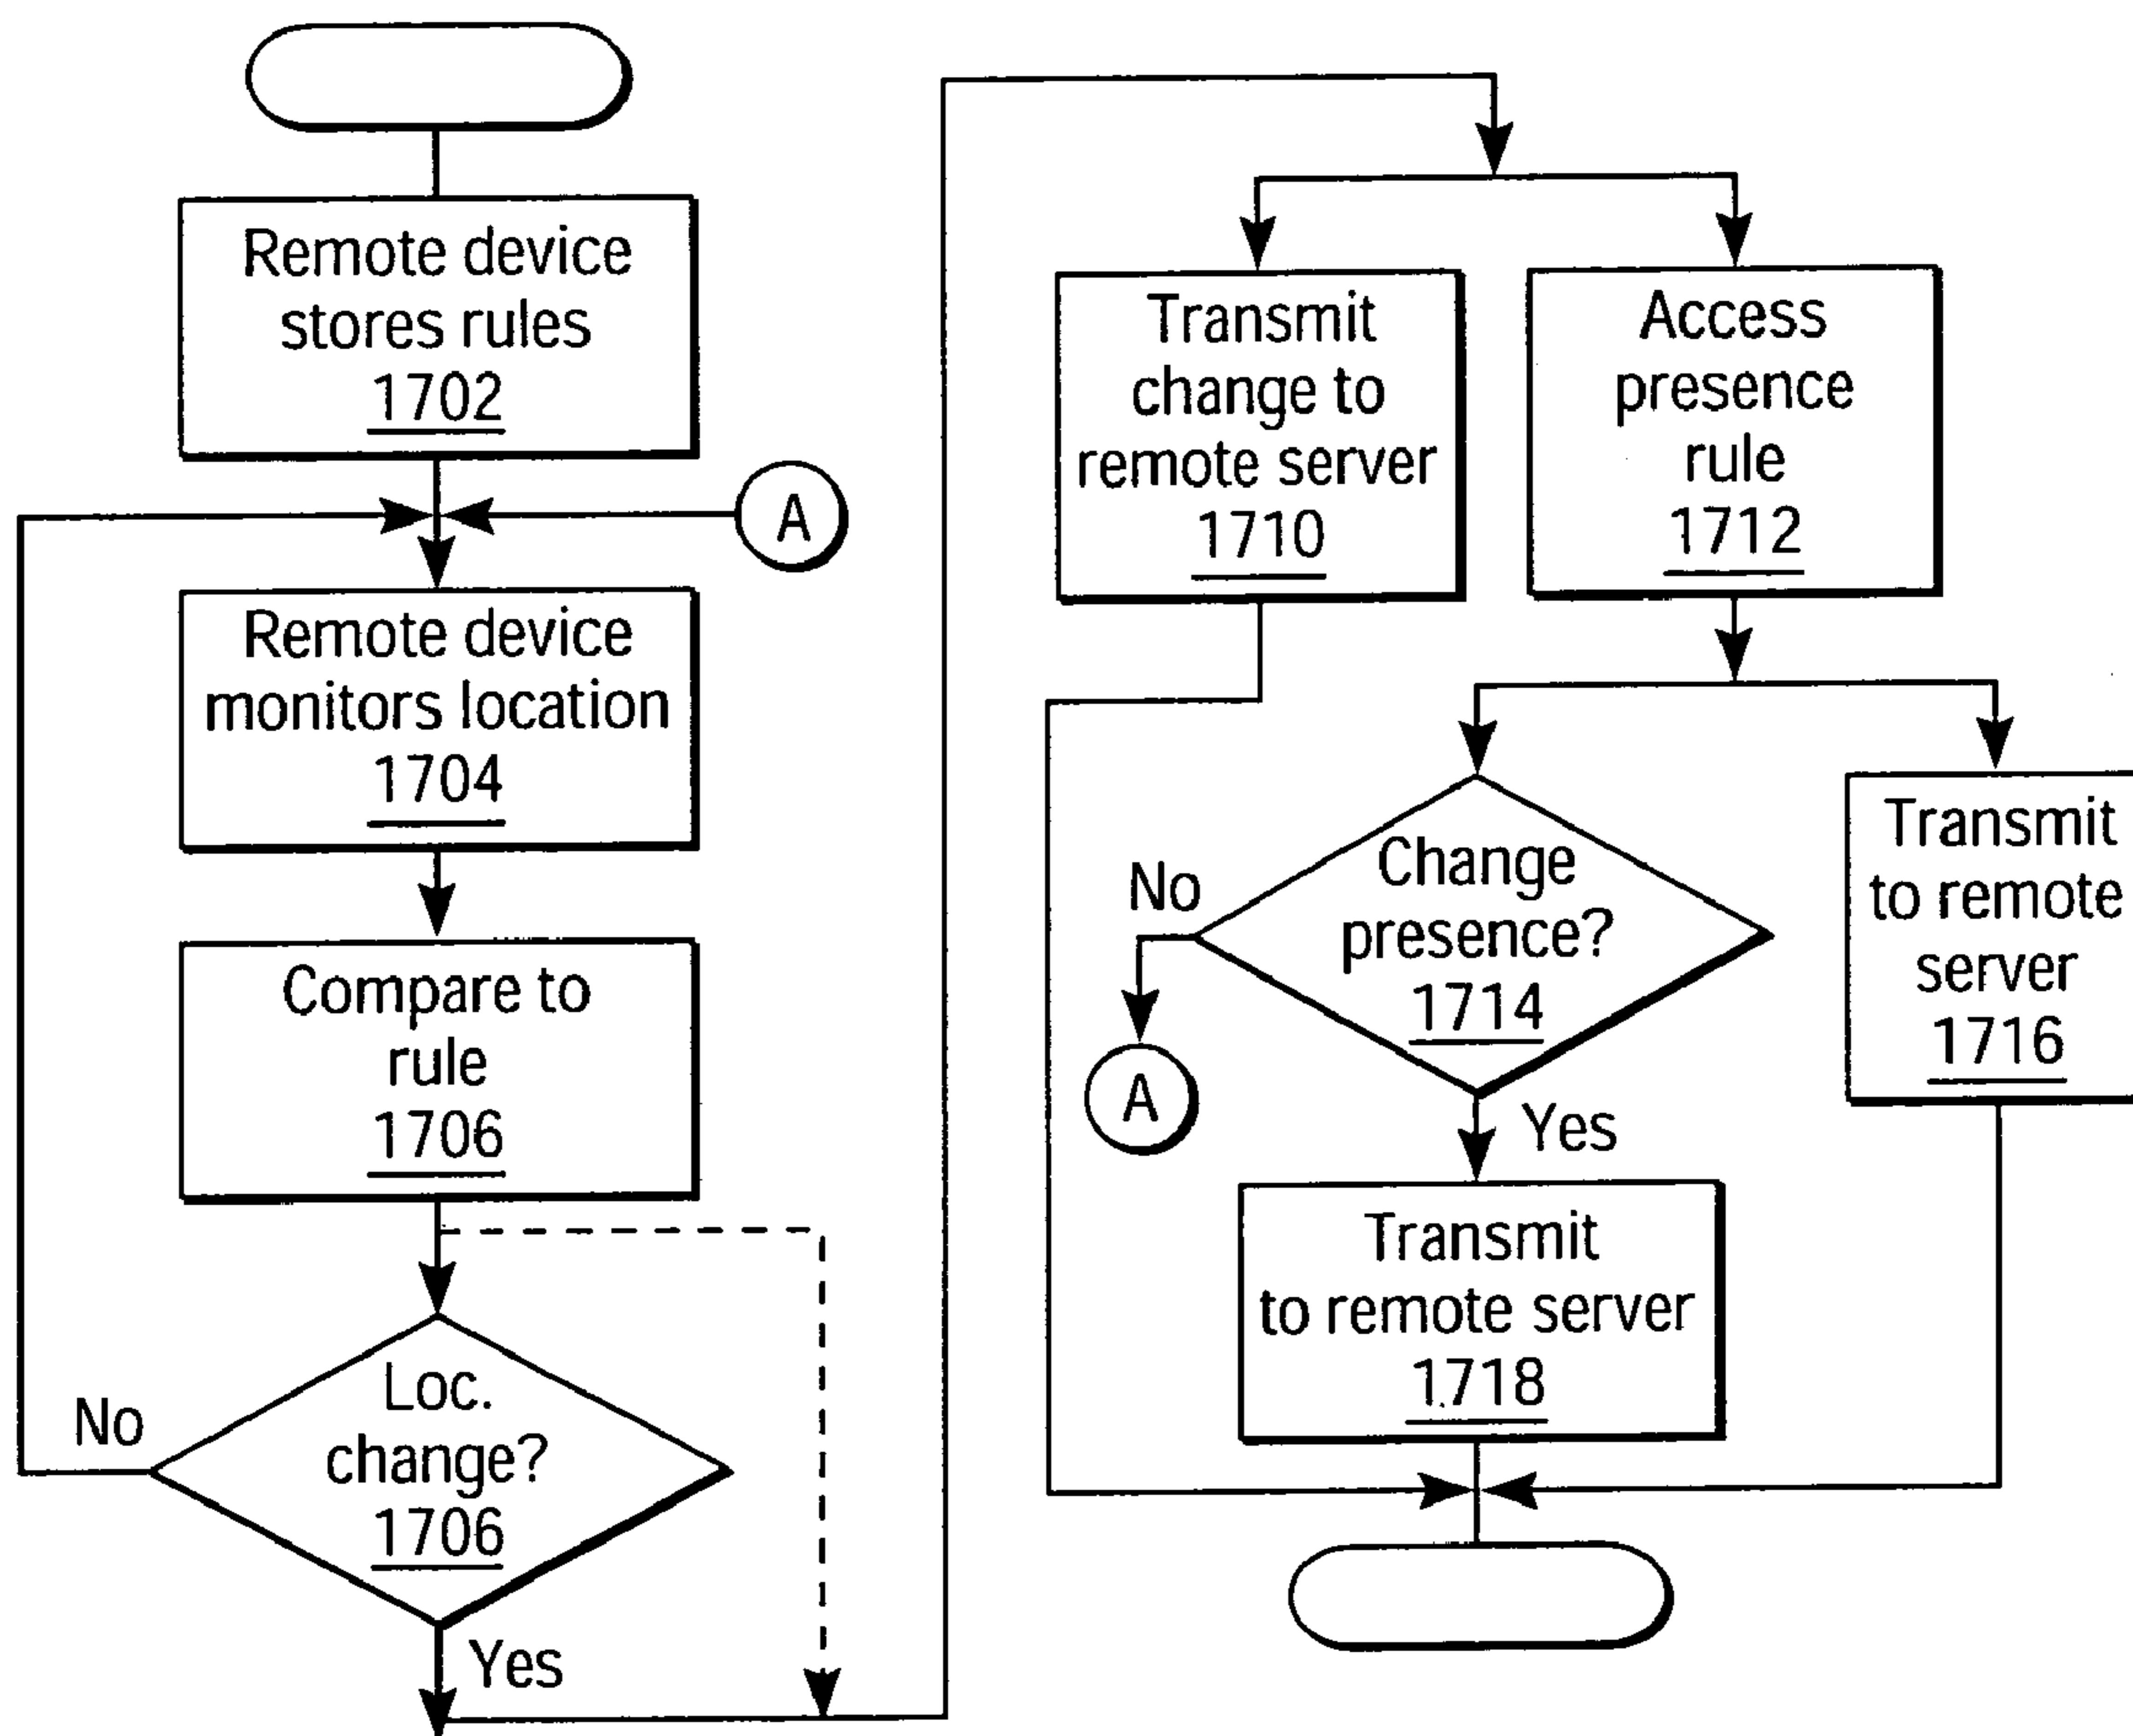 Remote device
stores rules
1702
A
Remote device
monitors location
1704
Compare to
rule
1706
Loc.
change?
1706
No
Yes
Transmit
change to
remote server
1710
Access
presence
rule
1712
Change
presence?
1714
No
A
Yes
Transmit
to remote
server
1716
Transmit
to remote server
1718